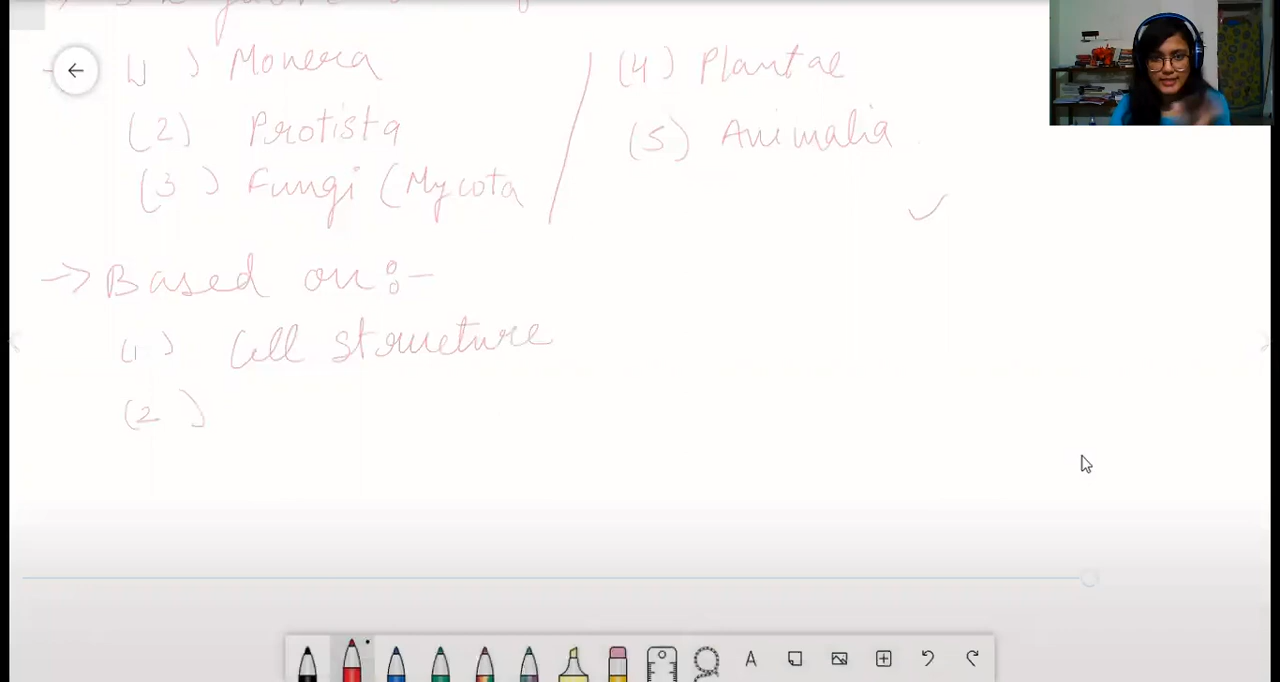 1) Monera
(2) Protista
(3) Fungi (Mycota
(4) Plantae
(5) Animalia
→ Based on :-
(1) Cell structure
(2)
A